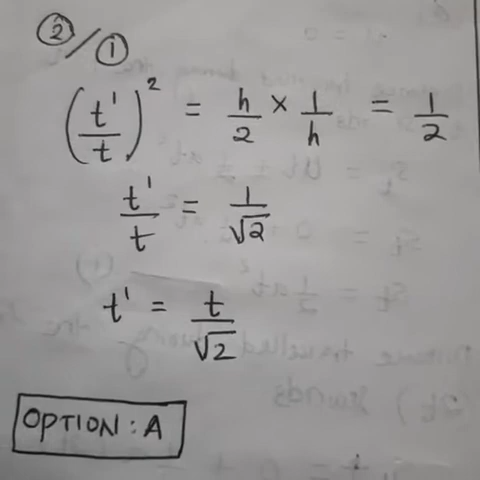 ②/①
(t'/t)² = h/2 × 1/h = 1/2
t'/t = 1/√2
t' = t/√2
OPTION: A